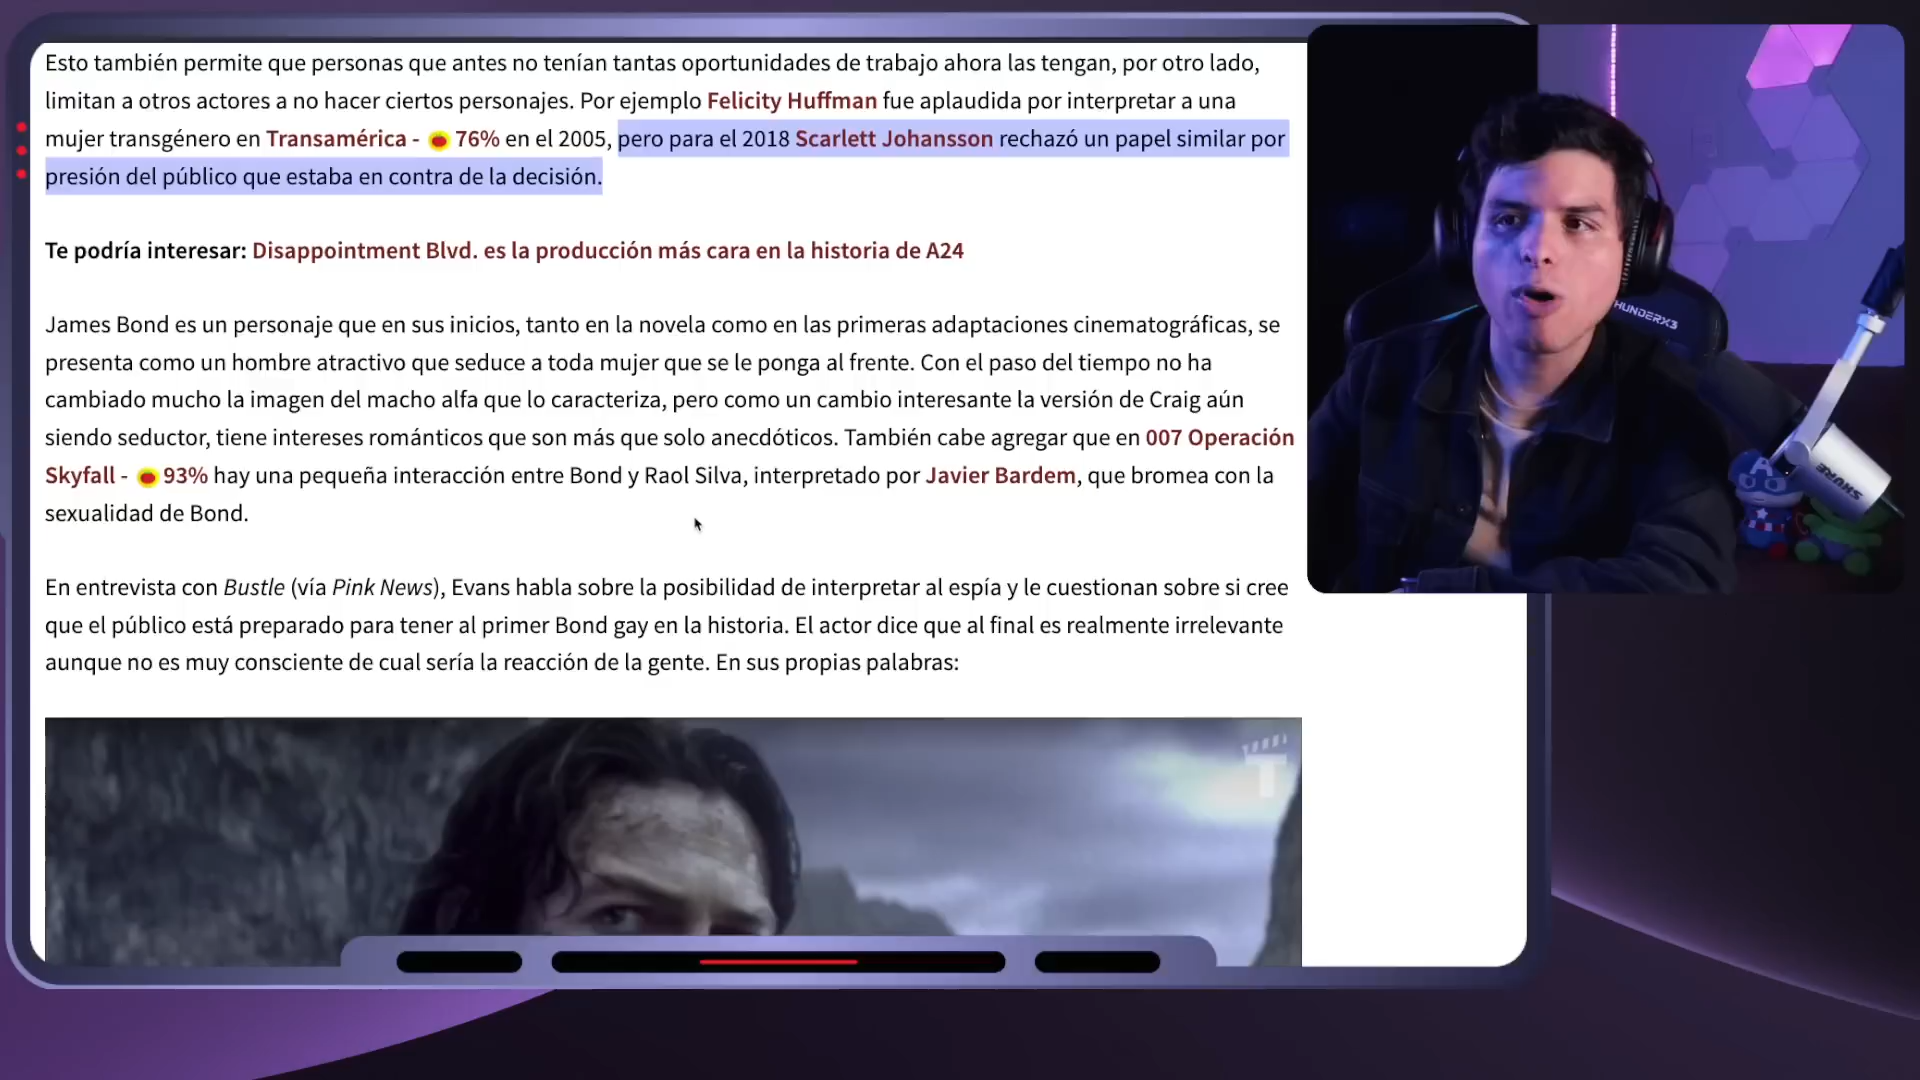 Esto también permite que personas que antes no tenían tantas oportunidades de trabajo ahora las tengan, por otro lado,
limitan a otros actores a no hacer ciertos personajes. Por ejemplo Felicity Huffman fue aplaudida por interpretar a una
mujer transgénero en Transamérica - 76% en el 2005, pero para el 2018 Scarlett Johansson rechazó un papel similar por
presión del público que estaba en contra de la decisión.
Te podría interesar: Disappointment Blvd. es la producción más cara en la historia de A24
James Bond es un personaje que en sus inicios, tanto en la novela como en las primeras adaptaciones cinematográficas, se
presenta como un hombre atractivo que seduce a toda mujer que se le ponga al frente. Con el paso del tiempo no ha
cambiado mucho la imagen del macho alfa que lo caracteriza, pero como un cambio interesante la versión de Craig aún
siendo seductor, tiene intereses románticos que son más que solo anecdóticos. También cabe agregar que en 007 Operación
Skyfall - 93% hay una pequeña interacción entre Bond y Raol Silva, interpretado por Javier Bardem, que bromea con la
sexualidad de Bond.
En entrevista con Bustle (vía Pink News), Evans habla sobre la posibilidad de interpretar al espía y le cuestionan sobre si cree
que el público está preparado para tener al primer Bond gay en la historia. El actor dice que al final es realmente irrelevante
aunque no es muy consciente de cual sería la reacción de la gente. En sus propias palabras:
T
HUNDERX3
SHURE
A